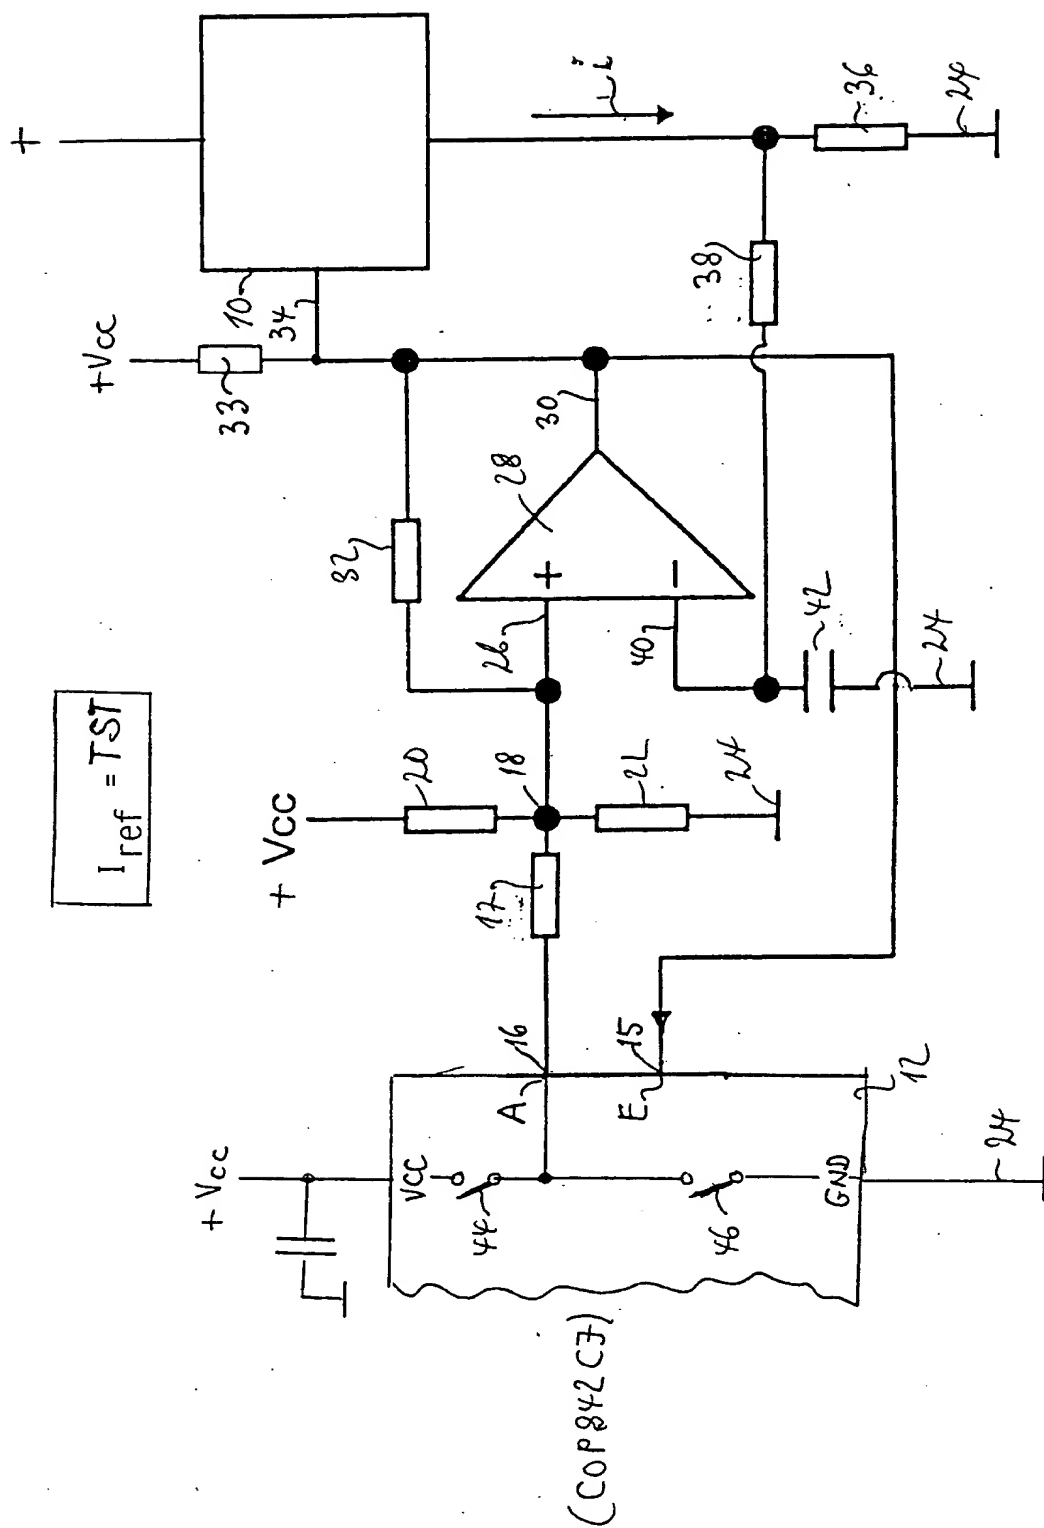 I ref = TST
+ Vcc
(COP842C7)
VCC
44
A
16
E
15
46
GND
12
24
+ VCC
17
20
18
22
24
26
+
28
-
40
30
32
+Vcc
33
34
10
+
i
38
36
24
42
24